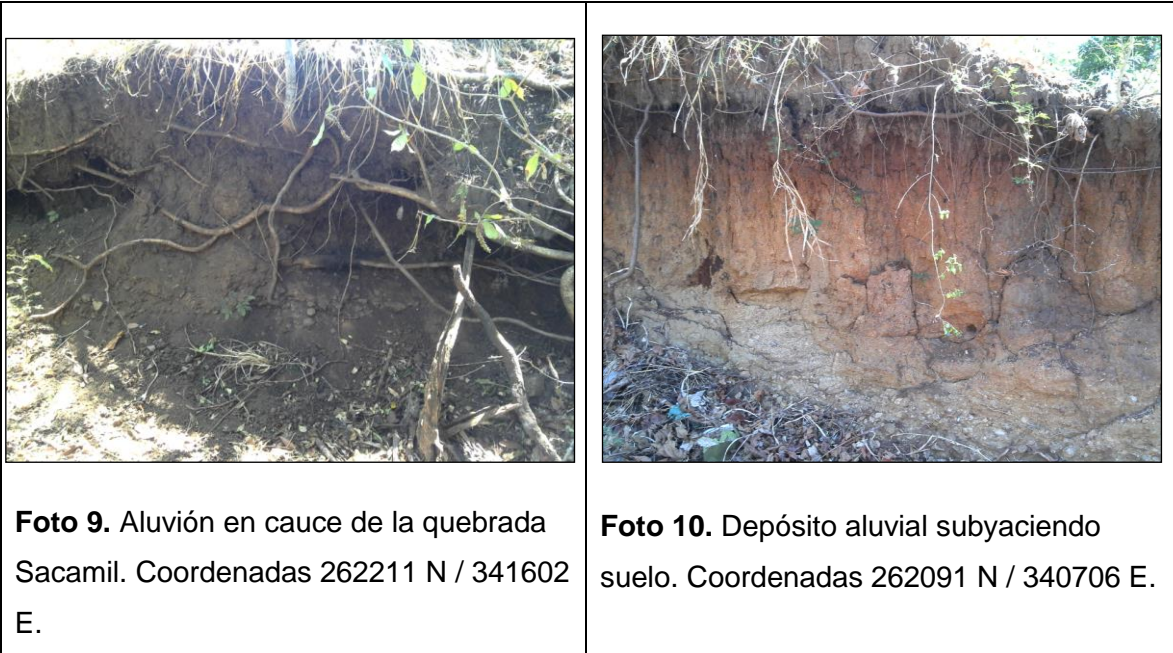 Foto 9. Aluvión en cauce de la quebrada
Sacamil. Coordenadas 262211 N / 341602
E.
Foto 10. Depósito aluvial subyaciendo
suelo. Coordenadas 262091 N / 340706 E.